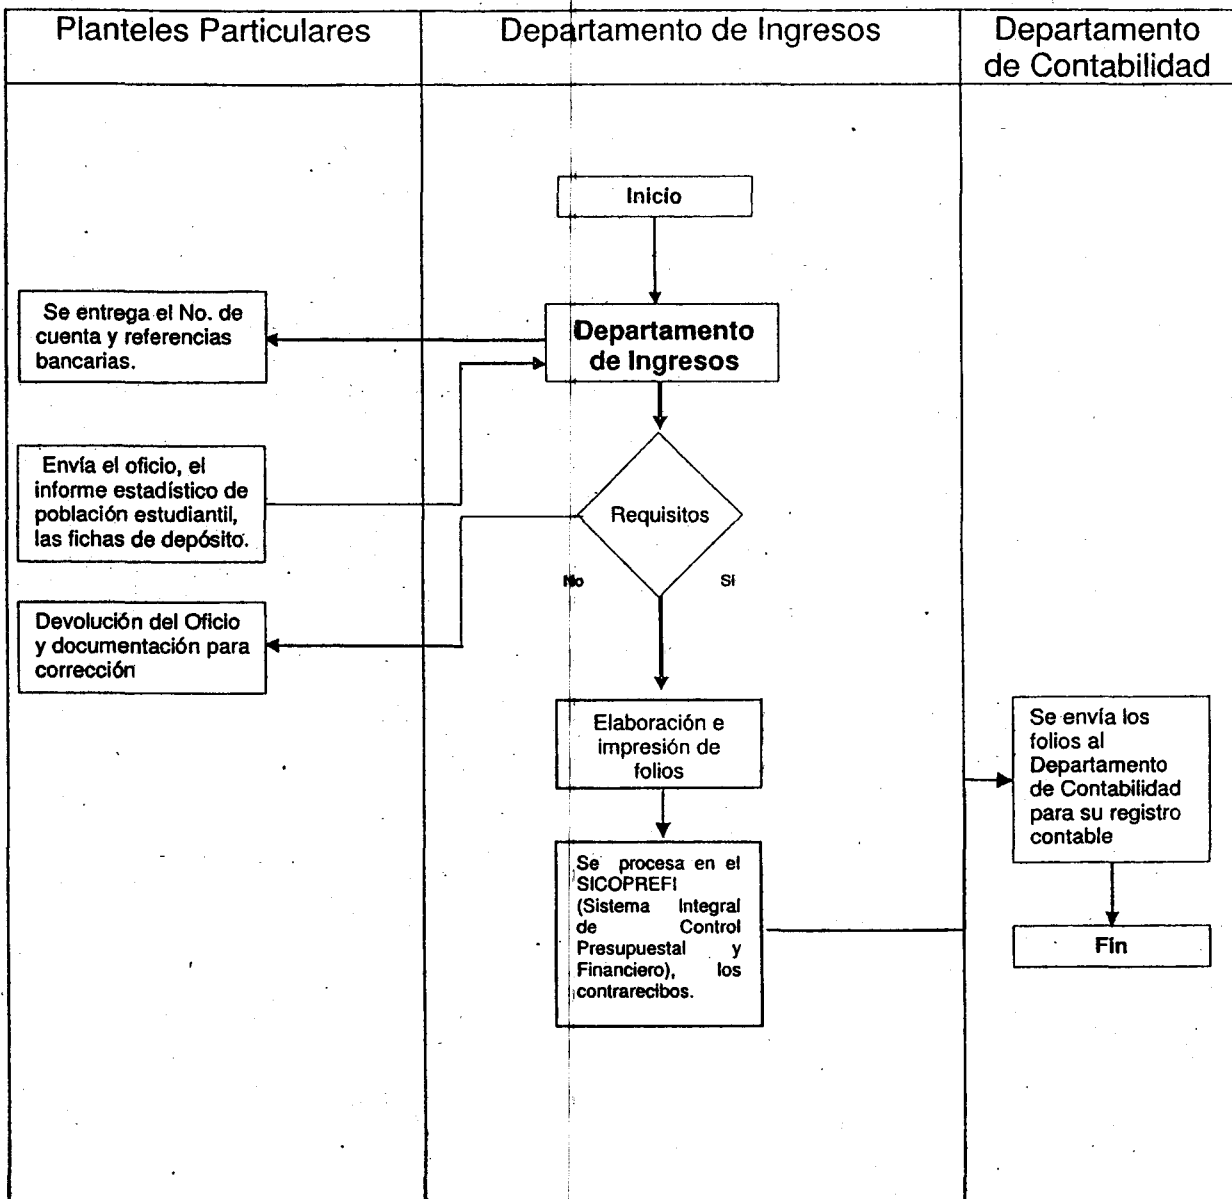 Planteles Particulares
Departamento de Ingresos
Departamento
de Contabilidad
Inicio
Se entrega el No. de
cuenta y referencias
bancarias.
Departamento
de Ingresos
Envía el oficio, el
informe estadístico de
población estudiantil,
las fichas de depósito.
Requisitos
No
Sí
Devolución del Oficio
y documentación para
corrección
Elaboración e
impresión de
folios
Se envía los
folios al
Departamento
de Contabilidad
para su registro
contable
Se procesa en el
SICOPREFI
(Sistema Integral
de Control
Presupuestal y
Financiero), los
contrarecibos.
Fin